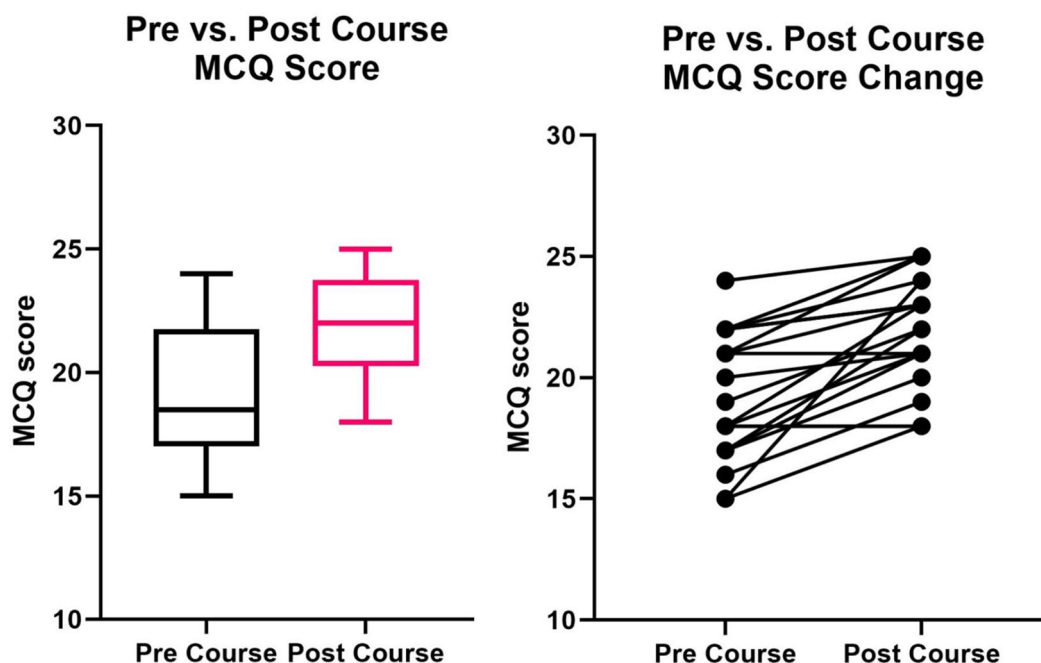 Pre vs. Post Course
MCQ Score
30
25
20
15
10
MCQ score
Pre Course
Post Course
Pre vs. Post Course
MCQ Score Change
30
25
20
15
10
MCQ score
Pre Course
Post Course